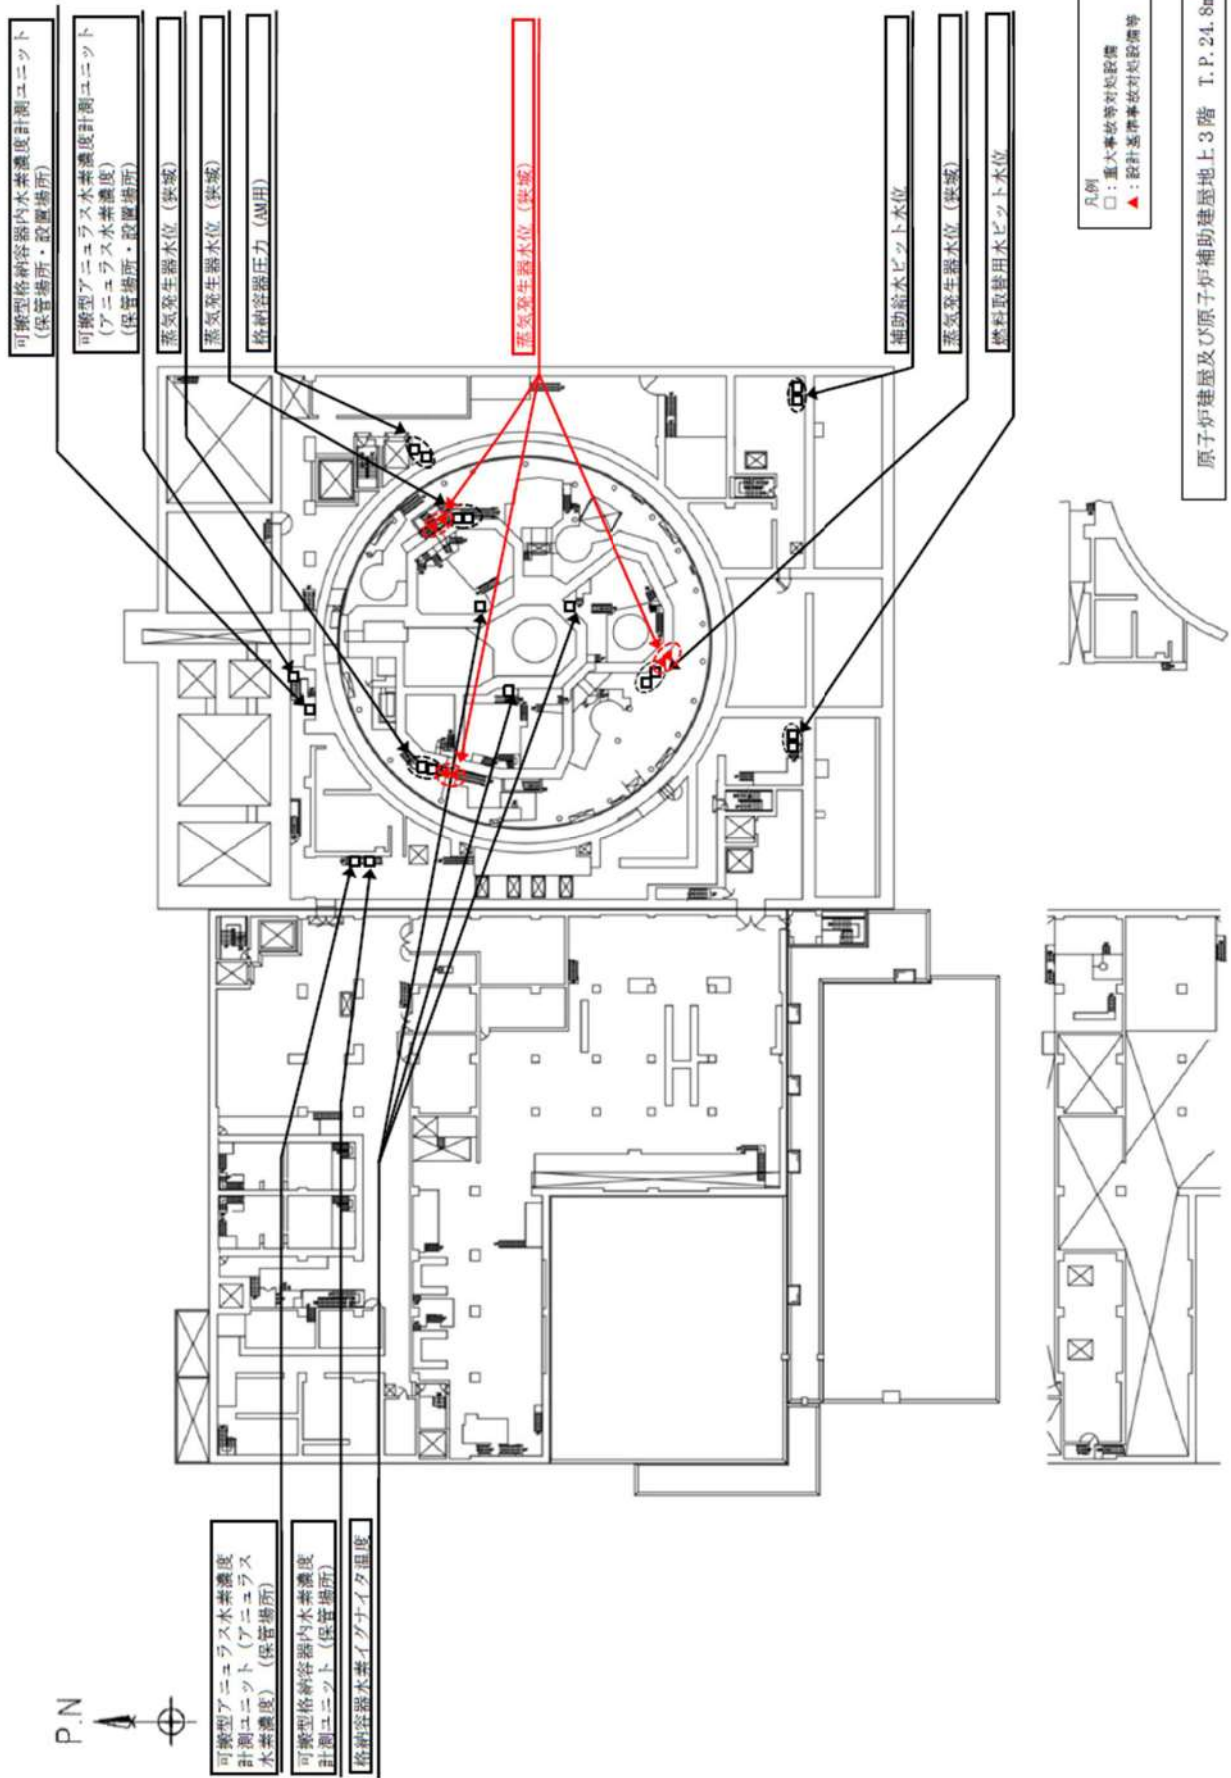 可搬型格納容器内水素濃度計測ユニット
(保管場所・設置場所)
可搬型アニュラス水素濃度計測ユニット
(アニュラス水素濃度)
(保管場所・設置場所)
蒸気発生器水位 (狭域)
蒸気発生器水位 (狭域)
格納容器圧力 (AM用)
蒸気発生器水位 (狭域)
補助給水ピット水位
蒸気発生器水位 (狭域)
燃料取替用水ピット水位
凡例
□:重大事故等対処設備
▲:設計基準事故対処設備等
原子炉建屋及び原子炉補助建屋地上3階 T.P. 24.8m
P.N
可搬型アニュラス水素濃度
計測ユニット (アニュラス
水素濃度) (保管場所)
可搬型格納容器内水素濃度
計測ユニット (保管場所)
格納容器水素イグナイタ温度